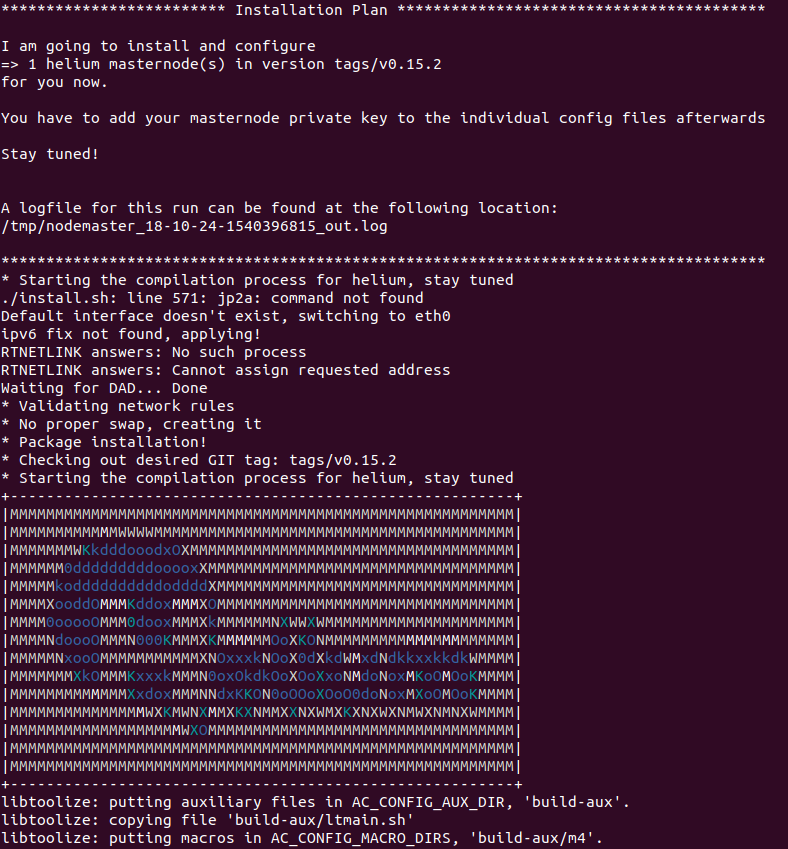 ************************* Installation Plan *****************************************
I am going to install and configure
=> 1 helium masternode(s) in version tags/v0.15.2
for you now.
You have to add your masternode private key to the individual config files afterwards
Stay tuned!
A logfile for this run can be found at the following location:
/tmp/nodemaster_18-10-24-1540396815_out.log
*************************************************************************************
* Starting the compilation process for helium, stay tuned
./install.sh: line 571: jp2a: command not found
Default interface doesn't exist, switching to eth0
ipv6 fix not found, applying!
RTNETLINK answers: No such process
RTNETLINK answers: Cannot assign requested address
Waiting for DAD... Done
* Validating network rules
* No proper swap, creating it
* Package installation!
* Checking out desired GIT tag: tags/v0.15.2
* Starting the compilation process for helium, stay tuned
+--------------------------------------------------------+
|MMMMMMMMMMMMMMMMMMMMMMMMMMMMMMMMMMMMMMMMMMMMMMMMMMMMMMMM|
|MMMMMMMMMMMMWWWWMMMMMMMMMMMMMMMMMMMMMMMMMMMMMMMMMMMMMMMM|
|MMMMMMMWKkdddooodxOXMMMMMMMMMMMMMMMMMMMMMMMMMMMMMMMMMMMM|
|MMMMMM0dddddddddooooxXMMMMMMMMMMMMMMMMMMMMMMMMMMMMMMMMMM|
|MMMMMkoddddddddddoddddXMMMMMMMMMMMMMMMMMMMMMMMMMMMMMMMMM|
|MMMMXooddOMMMKddoxMMMXOMMMMMMMMMMMMMMMMMMMMMMMMMMMMMMMMM|
|MMMM0ooooOMMM0dooxMMMXkMMMMMMNXWWXWMMMMMMMMMMMMMMMMMMMMM|
|MMMMNdoooOMMMN000KMMMXKMMMMMOoXKONMMMMMMMMMMMMMMMMMMMMMM|
|MMMMMNxooOMMMMMMMMMMMXNOxxxkNOoX0dXkdWMxdNdkkxxkkdkWMMMM|
|MMMMMMMXkOMMMKxxxkMMMN0oxOkdkOoXOoXxoNMdoNoxMKoOMOoKMMMM|
|MMMMMMMMMMMMMXxdoxMMMNNdxKKON0oOOoXOoO0doNoxMXoOMOoKMMMM|
|MMMMMMMMMMMMMMMWXKMWNXMMXKXNMMXXNXWMXKXNXWXNMWXNMNXWMMMM|
|MMMMMMMMMMMMMMMMMMMWXOMMMMMMMMMMMMMMMMMMMMMMMMMMMMMMMMMM|
|MMMMMMMMMMMMMMMMMMMMMMMMMMMMMMMMMMMMMMMMMMMMMMMMMMMMMMMM|
|MMMMMMMMMMMMMMMMMMMMMMMMMMMMMMMMMMMMMMMMMMMMMMMMMMMMMMMM|
+--------------------------------------------------------+
libtoolize: putting auxiliary files in AC_CONFIG_AUX_DIR, 'build-aux'.
libtoolize: copying file 'build-aux/ltmain.sh'
libtoolize: putting macros in AC_CONFIG_MACRO_DIRS, 'build-aux/m4'.